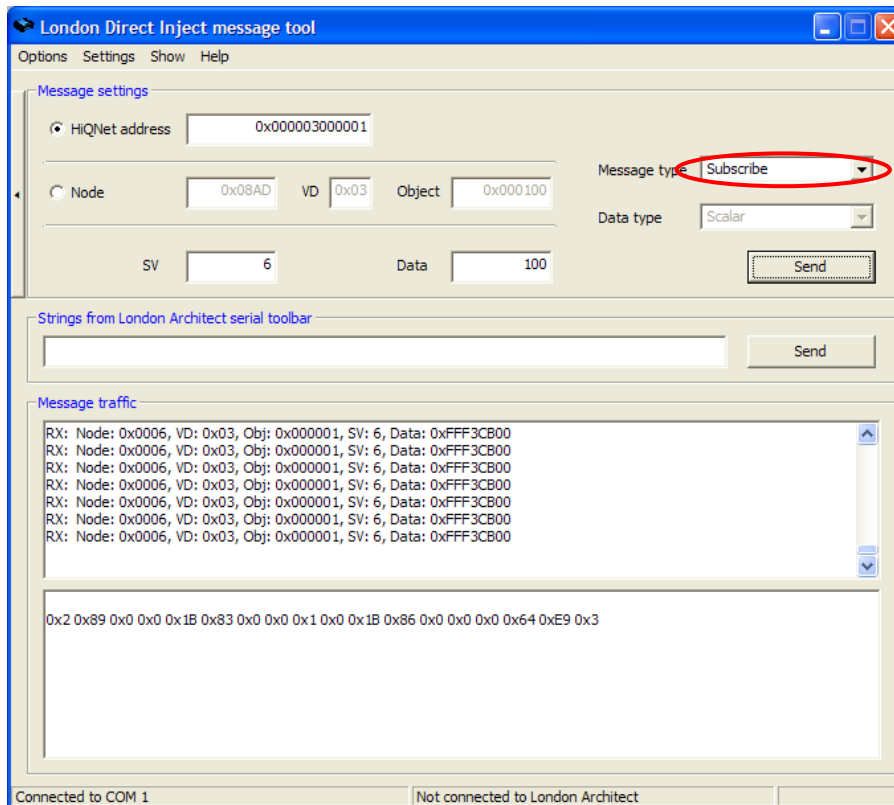 London Direct Inject message tool
Options Settings Show Help
Message settings
HiQNet address 0x000003000001
Message type Subscribe
Node 0x08AD VD 0x03 Object 0x000100
Data type Scalar
SV 6 Data 100 Send
Strings from London Architect serial toolbar
Send
Message traffic
RX: Node: 0x0006, VD: 0x03, Obj: 0x000001, SV: 6, Data: 0xFFF3CB00
RX: Node: 0x0006, VD: 0x03, Obj: 0x000001, SV: 6, Data: 0xFFF3CB00
RX: Node: 0x0006, VD: 0x03, Obj: 0x000001, SV: 6, Data: 0xFFF3CB00
RX: Node: 0x0006, VD: 0x03, Obj: 0x000001, SV: 6, Data: 0xFFF3CB00
RX: Node: 0x0006, VD: 0x03, Obj: 0x000001, SV: 6, Data: 0xFFF3CB00
RX: Node: 0x0006, VD: 0x03, Obj: 0x000001, SV: 6, Data: 0xFFF3CB00
RX: Node: 0x0006, VD: 0x03, Obj: 0x000001, SV: 6, Data: 0xFFF3CB00
0x2 0x89 0x0 0x0 0x1B 0x83 0x0 0x0 0x1 0x0 0x1B 0x86 0x0 0x0 0x0 0x64 0xE9 0x3
Connected to COM 1 Not connected to London Architect